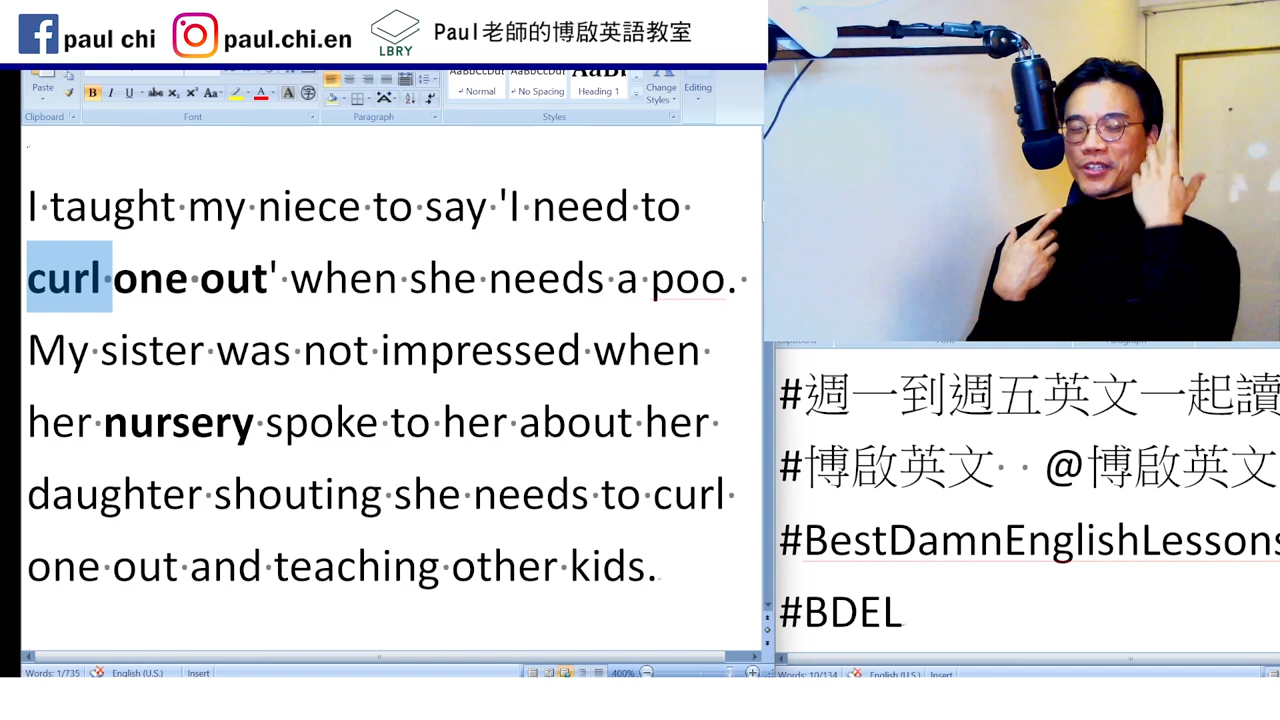 paul chi
paul.chi.en
LBRY
Paul老師的博啟英語教室
Paste
Clipboard
Font
Paragraph
Styles
AaBbCcDdI
Normal
AaBbCcDdI
No Spacing
AaBb
Heading 1
Change
Styles
Editing
I taught my niece to say 'I need to
curl one out' when she needs a poo.
My sister was not impressed when
her nursery spoke to her about her
daughter shouting she needs to curl
one out and teaching other kids.
#週一到週五英文一起讀
#博啟英文 @博啟英文
#BestDamnEnglishLessons
#BDEL
Words: 1/735
English (U.S.)
Insert
400%
Words: 10/134
English (U.S.)
Insert